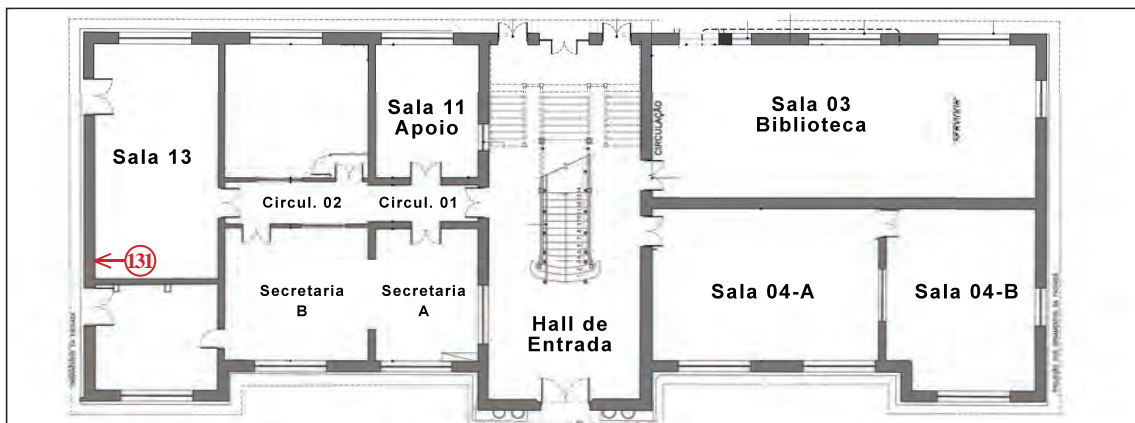 Sala 13
Sala 11
Apoio
Sala 03
Biblioteca
CIRCULAÇÃO
Circul. 02
Circul. 01
131
Secretaria
B
Secretaria
A
Hall de
Entrada
Sala 04-A
Sala 04-B